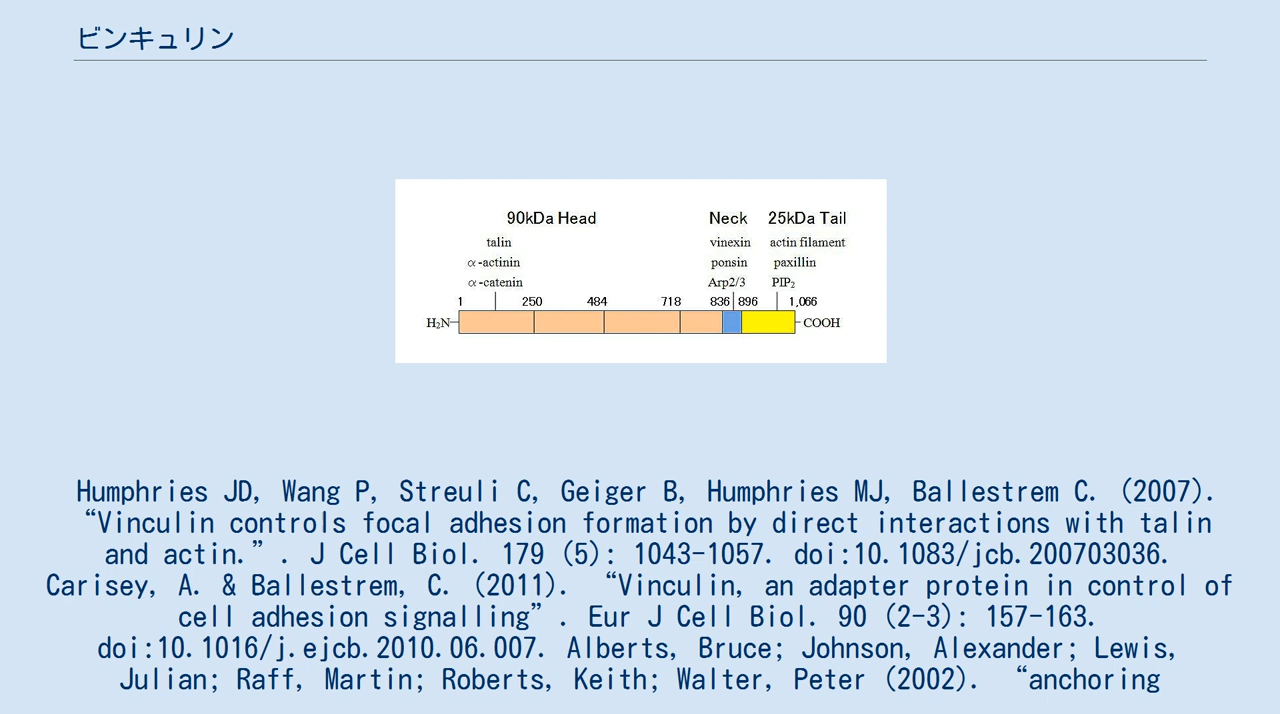 ビンキュリン
90kDa Head Neck 25kDa Tail
talin vinexin actin filament
α-actinin ponsin paxillin
α-catenin Arp2/3 PIP₂
1 250 484 718 836 896 1,066
H₂N COOH
Humphries JD, Wang P, Streuli C, Geiger B, Humphries MJ, Ballestrem C. (2007).
“Vinculin controls focal adhesion formation by direct interactions with talin
and actin.”. J Cell Biol. 179 (5): 1043-1057. doi:10.1083/jcb.200703036.
Carisey, A. & Ballestrem, C. (2011). “Vinculin, an adapter protein in control of
cell adhesion signalling”. Eur J Cell Biol. 90 (2-3): 157-163.
doi:10.1016/j.ejcb.2010.06.007. Alberts, Bruce; Johnson, Alexander; Lewis,
Julian; Raff, Martin; Roberts, Keith; Walter, Peter (2002). “anchoring